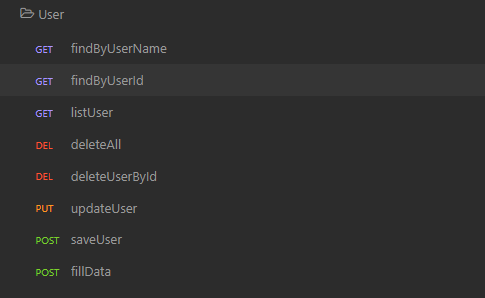 User
GET findByUserName
GET findByUserId
GET listUser
DEL deleteAll
DEL deleteUserById
PUT updateUser
POST saveUser
POST fillData